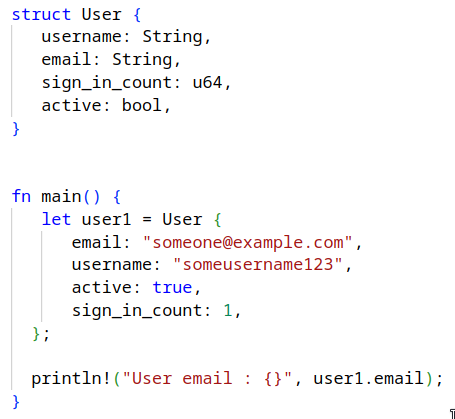 struct User {
    username: String,
    email: String,
    sign_in_count: u64,
    active: bool,
}
fn main() {
    let user1 = User {
        email: "someone@example.com",
        username: "someusername123",
        active: true,
        sign_in_count: 1,
   };
   println!("User email : {}", user1.email);
}